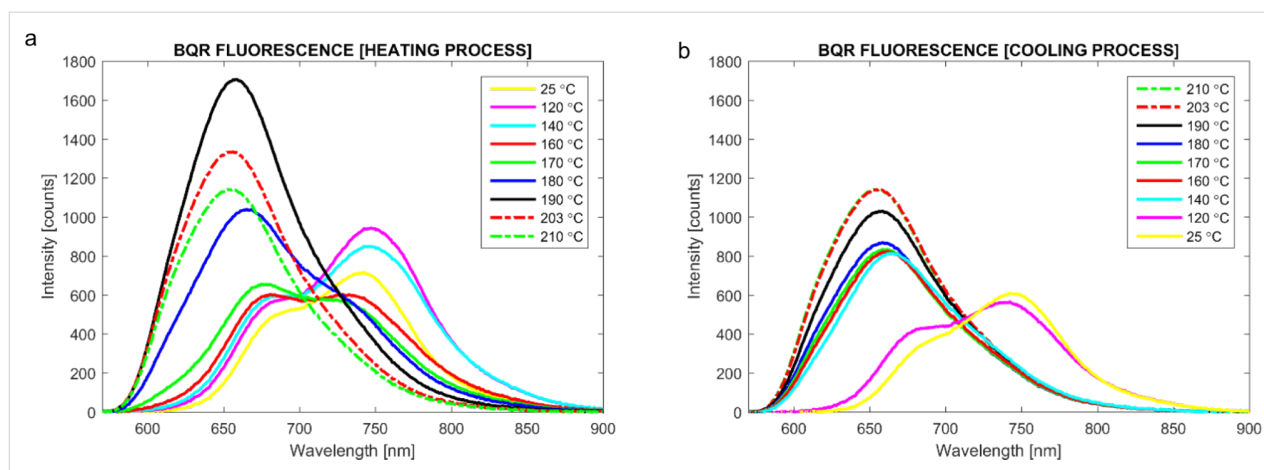 a
BQR FLUORESCENCE [HEATING PROCESS]
1800
1600
1400
1200
1000
800
600
400
200
0
Intensity [counts]
25 °C
120 °C
140 °C
160 °C
170 °C
180 °C
190 °C
203 °C
210 °C
600 650 700 750 800 850 900
Wavelength [nm]
b
BQR FLUORESCENCE [COOLING PROCESS]
1800
1600
1400
1200
1000
800
600
400
200
0
Intensity [counts]
210 °C
203 °C
190 °C
180 °C
170 °C
160 °C
140 °C
120 °C
25 °C
600 650 700 750 800 850 900
Wavelength [nm]